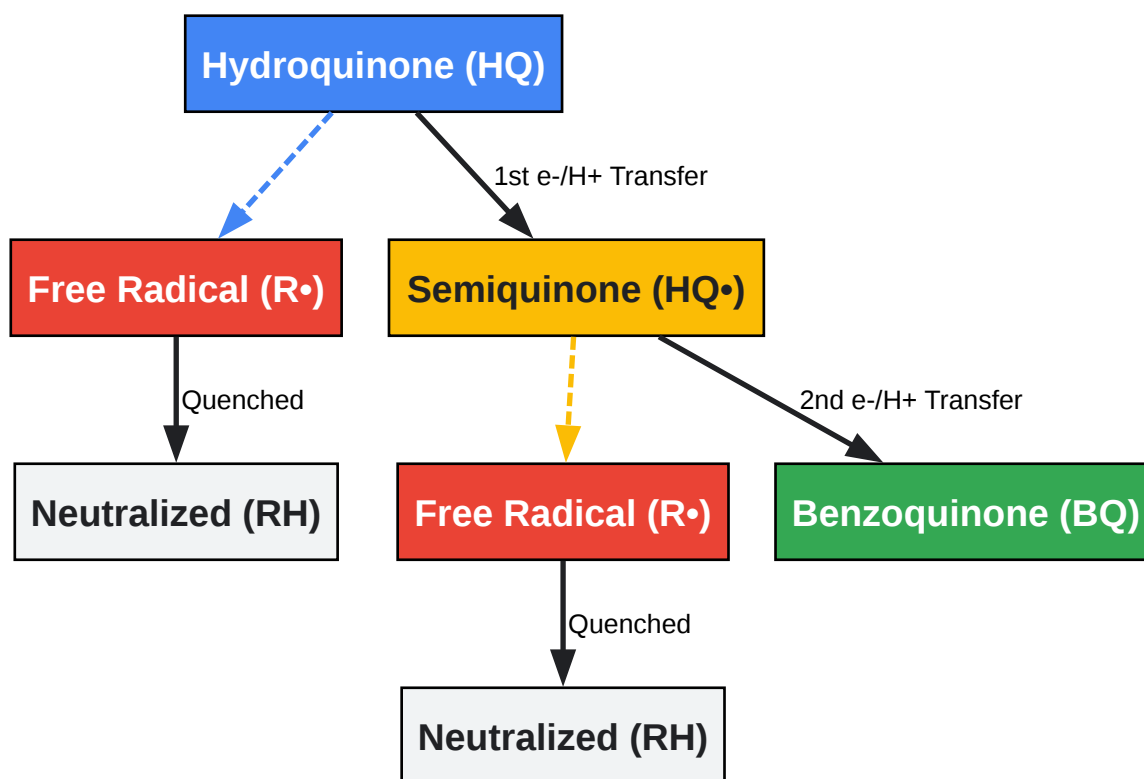 Hydroquinone (HQ)
1st e-/H+ Transfer
Free Radical (R•)
Semiquinone (HQ•)
Quenched
2nd e-/H+ Transfer
Neutralized (RH)
Free Radical (R•)
Benzoquinone (BQ)
Quenched
Neutralized (RH)